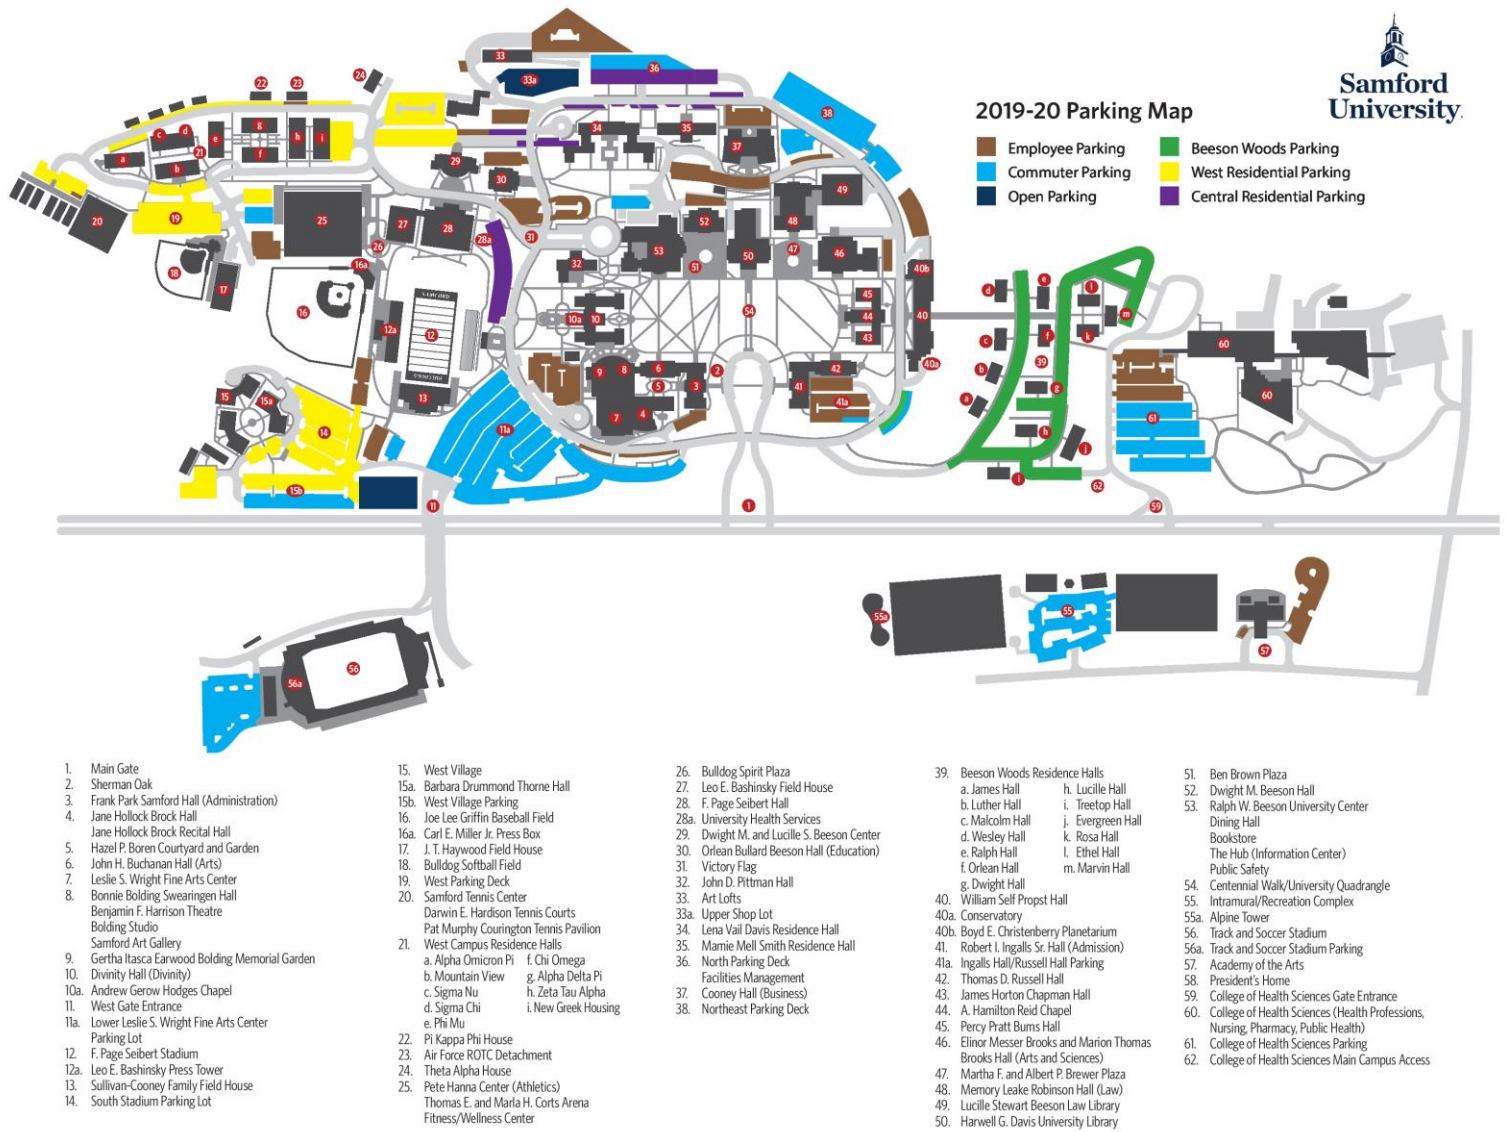 Samford
University
2019-20 Parking Map
Employee Parking
Commuter Parking
Open Parking
Beeson Woods Parking
West Residential Parking
Central Residential Parking
1. Main Gate
2. Sherman Oak
3. Frank Park Samford Hall (Administration)
4. Jane Hollock Brock Hall
Jane Hollock Brock Recital Hall
5. Hazel P. Boren Courtyard and Garden
6. John H. Buchanan Hall (Arts)
7. Leslie S. Wright Fine Arts Center
8. Bonnie Bolding Swearingen Hall
Benjamin F. Harrison Theatre
Bolding Studio
Samford Art Gallery
9. Gertha Itasca Earwood Bolding Memorial Garden
10. Divinity Hall (Divinity)
10a. Andrew Gerow Hodges Chapel
11. West Gate Entrance
11a. Lower Leslie S. Wright Fine Arts Center
Parking Lot
12. F. Page Seibert Stadium
12a. Leo E. Bashinsky Press Tower
13. Sullivan-Cooney Family Field House
14. South Stadium Parking Lot
15. West Village
15a. Barbara Drummond Thorne Hall
15b. West Village Parking
16. Joe Lee Griffin Baseball Field
16a. Carl E. Miller Jr. Press Box
17. J. T. Haywood Field House
18. Bulldog Softball Field
19. West Parking Deck
20. Samford Tennis Center
Darwin E. Hardison Tennis Courts
Pat Murphy Courington Tennis Pavilion
21. West Campus Residence Halls
a. Alpha Omicron Pi
b. Mountain View
c. Sigma Nu
d. Sigma Chi
e. Phi Mu
f. Chi Omega
g. Alpha Delta Pi
h. Zeta Tau Alpha
i. New Greek Housing
22. Pi Kappa Phi House
23. Air Force ROTC Detachment
24. Theta Alpha House
25. Pete Hanna Center (Athletics)
Thomas E. and Marla H. Corts Arena
Fitness/Wellness Center
26. Bulldog Spirit Plaza
27. Leo E. Bashinsky Field House
28. F. Page Seibert Hall
28a. University Health Services
29. Dwight M. and Lucille S. Beeson Center
30. Orlean Bullard Beeson Hall (Education)
31. Victory Flag
32. John D. Pittman Hall
33. Art Lofts
33a. Upper Shop Lot
34. Lena Vail Davis Residence Hall
35. Mamie Mell Smith Residence Hall
36. North Parking Deck
Facilities Management
37. Cooney Hall (Business)
38. Northeast Parking Deck
39. Beeson Woods Residence Halls
a. James Hall
b. Luther Hall
c. Malcolm Hall
d. Wesley Hall
e. Ralph Hall
f. Orlean Hall
g. Dwight Hall
h. Lucille Hall
i. Treetop Hall
j. Evergreen Hall
k. Rosa Hall
l. Ethel Hall
m. Marvin Hall
40. William Self Propst Hall
40a. Conservatory
40b. Boyd E. Christenberry Planetarium
41. Robert I. Ingalls Sr. Hall (Admission)
41a. Ingalls Hall/Russell Hall Parking
42. Thomas D. Russell Hall
43. James Horton Chapman Hall
44. A. Hamilton Reid Chapel
45. Percy Pratt Burns Hall
46. Elinor Messer Brooks and Marion Thomas
Brooks Hall (Arts and Sciences)
47. Martha F. and Albert P. Brewer Plaza
48. Memory Leake Robinson Hall (Law)
49. Lucille Stewart Beeson Law Library
50. Harwell G. Davis University Library
51. Ben Brown Plaza
52. Dwight M. Beeson Hall
53. Ralph W. Beeson University Center
Dining Hall
Bookstore
The Hub (Information Center)
Public Safety
54. Centennial Walk/University Quadrangle
55. Intramural/Recreation Complex
55a. Alpine Tower
56. Track and Soccer Stadium
56a. Track and Soccer Stadium Parking
57. Academy of the Arts
58. President's Home
59. College of Health Sciences Gate Entrance
60. College of Health Sciences (Health Professions,
Nursing, Pharmacy, Public Health)
61. College of Health Sciences Parking
62. College of Health Sciences Main Campus Access